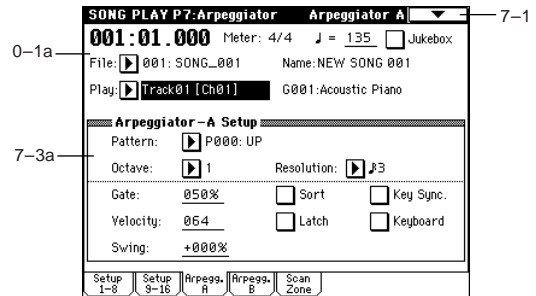 SONG PLAY P7:Arpeggiator Arpeggiator A
7–1
001:01.000 Meter: 4/4 ♩ = 135 Jukebox
0–1a
File: 001: SONG_001 Name:NEW SONG 001
Play: Track01 [Ch01] G001:Acoustic Piano
Arpeggiator-A Setup
Pattern: P000: UP
7–3a
Octave: 1 Resolution: ♪3
Gate: 050% Sort Key Sync.
Velocity: 064 Latch Keyboard
Swing: +000%
Setup 1-8 Setup 9-16 Arpegg. A Arpegg. B Scan Zone